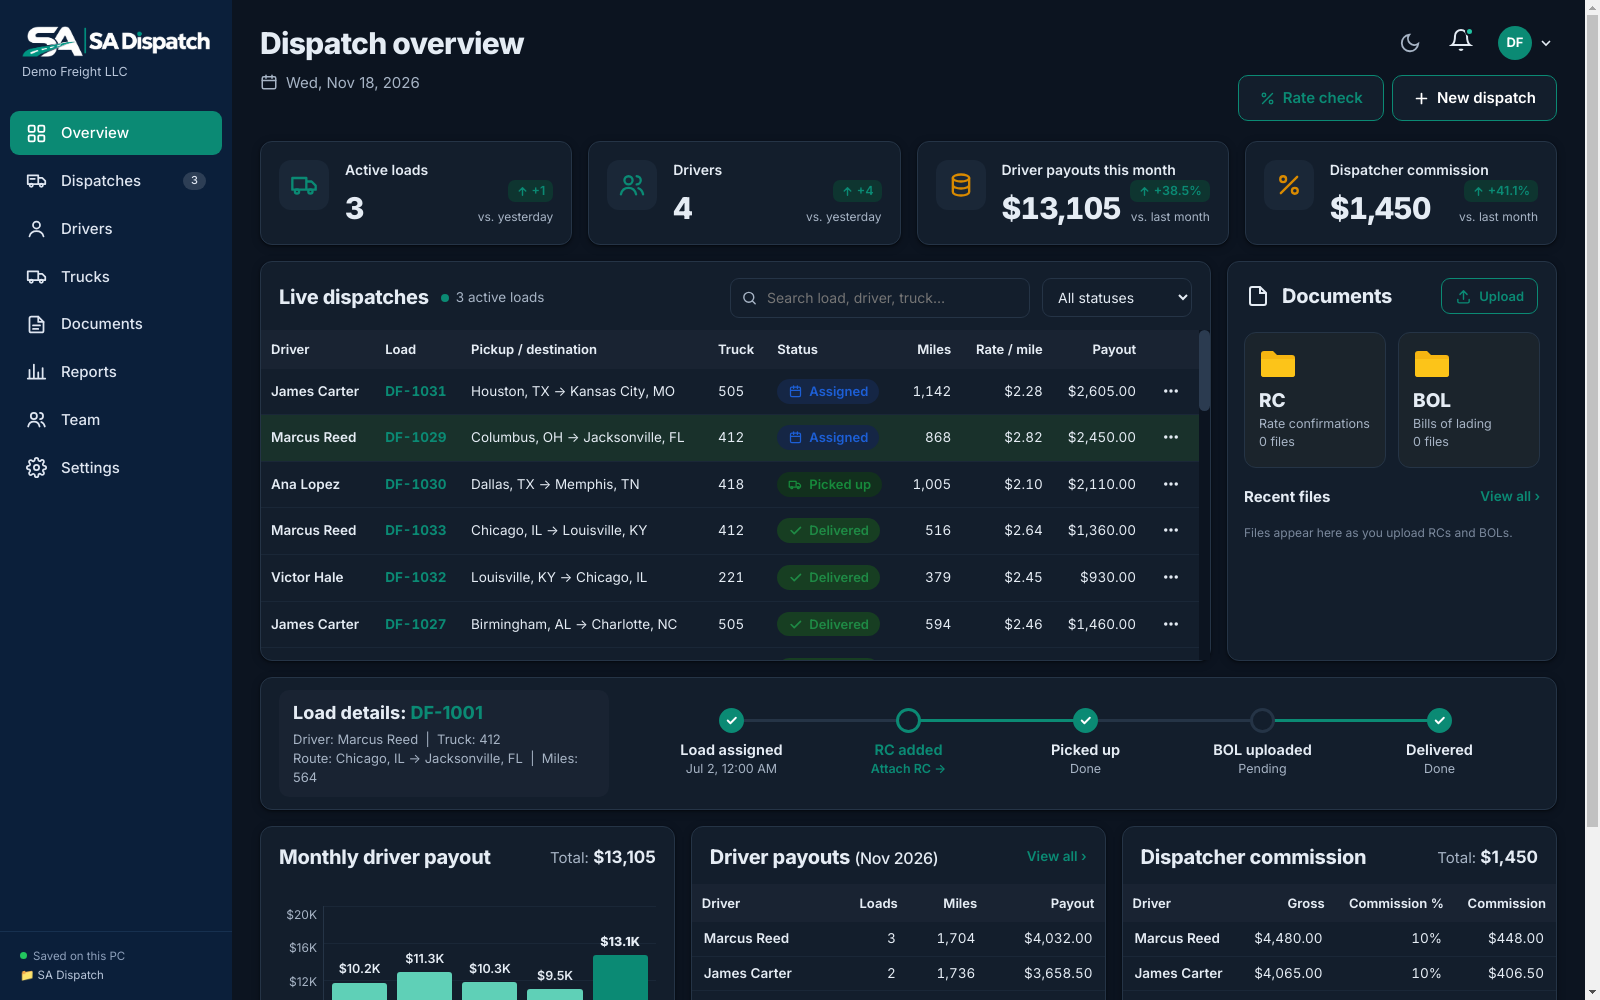 SA SA Dispatch
Demo Freight LLC
Overview
Dispatches 3
Drivers
Trucks
Documents
Reports
Team
Settings
Saved on this PC
SA Dispatch
Dispatch overview
Wed, Nov 18, 2026
DF
Rate check
New dispatch
Active loads
3
↑ +1
vs. yesterday
Drivers
4
↑ +4
vs. yesterday
Driver payouts this month
$13,105
↑ +38.5%
vs. last month
Dispatcher commission
$1,450
↑ +41.1%
vs. last month
Live dispatches 3 active loads
Search load, driver, truck...
All statuses
Driver Load Pickup / destination Truck Status Miles Rate / mile Payout
James Carter DF-1031 Houston, TX → Kansas City, MO 505 Assigned 1,142 $2.28 $2,605.00 •••
Marcus Reed DF-1029 Columbus, OH → Jacksonville, FL 412 Assigned 868 $2.82 $2,450.00 •••
Ana Lopez DF-1030 Dallas, TX → Memphis, TN 418 Picked up 1,005 $2.10 $2,110.00 •••
Marcus Reed DF-1033 Chicago, IL → Louisville, KY 412 Delivered 516 $2.64 $1,360.00 •••
Victor Hale DF-1032 Louisville, KY → Chicago, IL 221 Delivered 379 $2.45 $930.00 •••
James Carter DF-1027 Birmingham, AL → Charlotte, NC 505 Delivered 594 $2.46 $1,460.00 •••
Documents
Upload
RC
Rate confirmations
0 files
BOL
Bills of lading
0 files
Recent files
View all ›
Files appear here as you upload RCs and BOLs.
Load details: DF-1001
Driver: Marcus Reed | Truck: 412
Route: Chicago, IL → Jacksonville, FL | Miles:
564
Load assigned
Jul 2, 12:00 AM
RC added
Attach RC →
Picked up
Done
BOL uploaded
Pending
Delivered
Done
Monthly driver payout
Total: $13,105
$20K
$16K
$12K
$10.2K
$11.3K
$10.3K
$9.5K
$13.1K
Driver payouts (Nov 2026)
View all ›
Driver Loads Miles Payout
Marcus Reed 3 1,704 $4,032.00
James Carter 2 1,736 $3,658.50
Dispatcher commission
Total: $1,450
Driver Gross Commission % Commission
Marcus Reed $4,480.00 10% $448.00
James Carter $4,065.00 10% $406.50